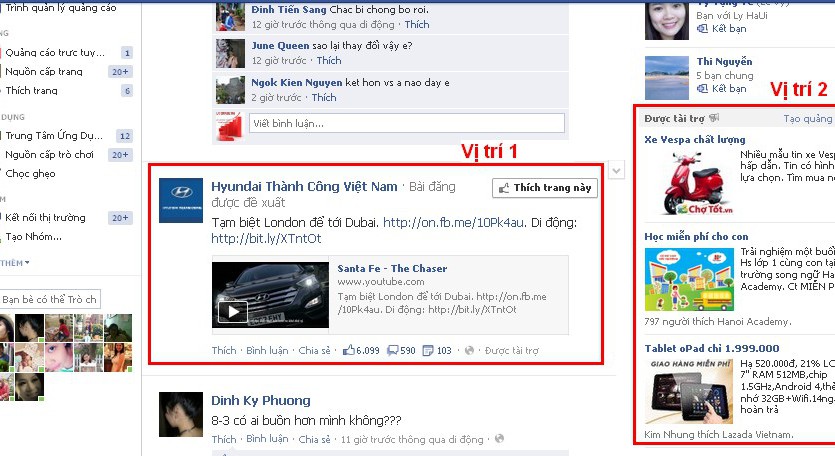 Trình quản lý quảng cáo
Quảng cáo trực tuy... 1
Nguồn cấp trang 20+
Thích trang 6
DỤNG
Trung Tâm Ứng Dụ... 12
Nguồn cấp trò chơi 20+
Chọc ghẹo
Kết nối thị trường 20+
Tạo Nhóm...
THÊM
Bạn bè có thể Trò ch
Đinh Tiến Sang Chac bi chong bo roi.
12 giờ trước thông qua di động · Thích
June Queen sao lại thay đổi vậy e?
12 giờ trước · Thích
Ngok Kien Nguyen ket hon vs a nao day e
2 giờ trước · Thích
Viết bình luận...
Vị trí 1
Hyundai Thành Công Việt Nam · Bài đăng
được đề xuất
Thích trang này
Tạm biệt London để tới Dubai. http://on.fb.me/10Pk4au. Di động:
http://bit.ly/XTntOt
Santa Fe - The Chaser
www.youtube.com
Tạm biệt London để tới Dubai. http://on.fb.me
/10Pk4au. Di động: http://bit.ly/XTntOt
Thích · Bình luận · Chia sẻ · 6.099 590 103 · Được tài trợ
Dinh Ky Phuong
8-3 có ai buồn hơn mình không???
Thích · Bình luận · Chia sẻ · 11 giờ trước thông qua di động ·
Bạn với Ly HaUi
Kết bạn
Thi Nguyễn
5 bạn chung
Kết bạn
Vị trí 2
Được tài trợ Tạo quảng
Xe Vespa chất lượng
Nhiều mẫu tin xe Vesp
hấp dẫn. Tin có hình
lựa chọn. Tìm mua n
Chợ Tốt.vn
Học miễn phí cho con
Trải nghiệm một buổi
Hs lớp 1 cùng con tại
trường song ngữ Ha
Academy. Ct MIỄN P
797 người thích Hanoi Academy.
Tablet oPad chỉ 1.999.000
GIAO HÀNG MIỄN PHÍ
Hạ 520.000đ, 21% LC
7" RAM 512MB,chip
1.5GHz,Android 4,thẻ
nhớ 32GB+Wifi.14ngà
hoàn trả
Kim Nhung thích Lazada Vietnam.